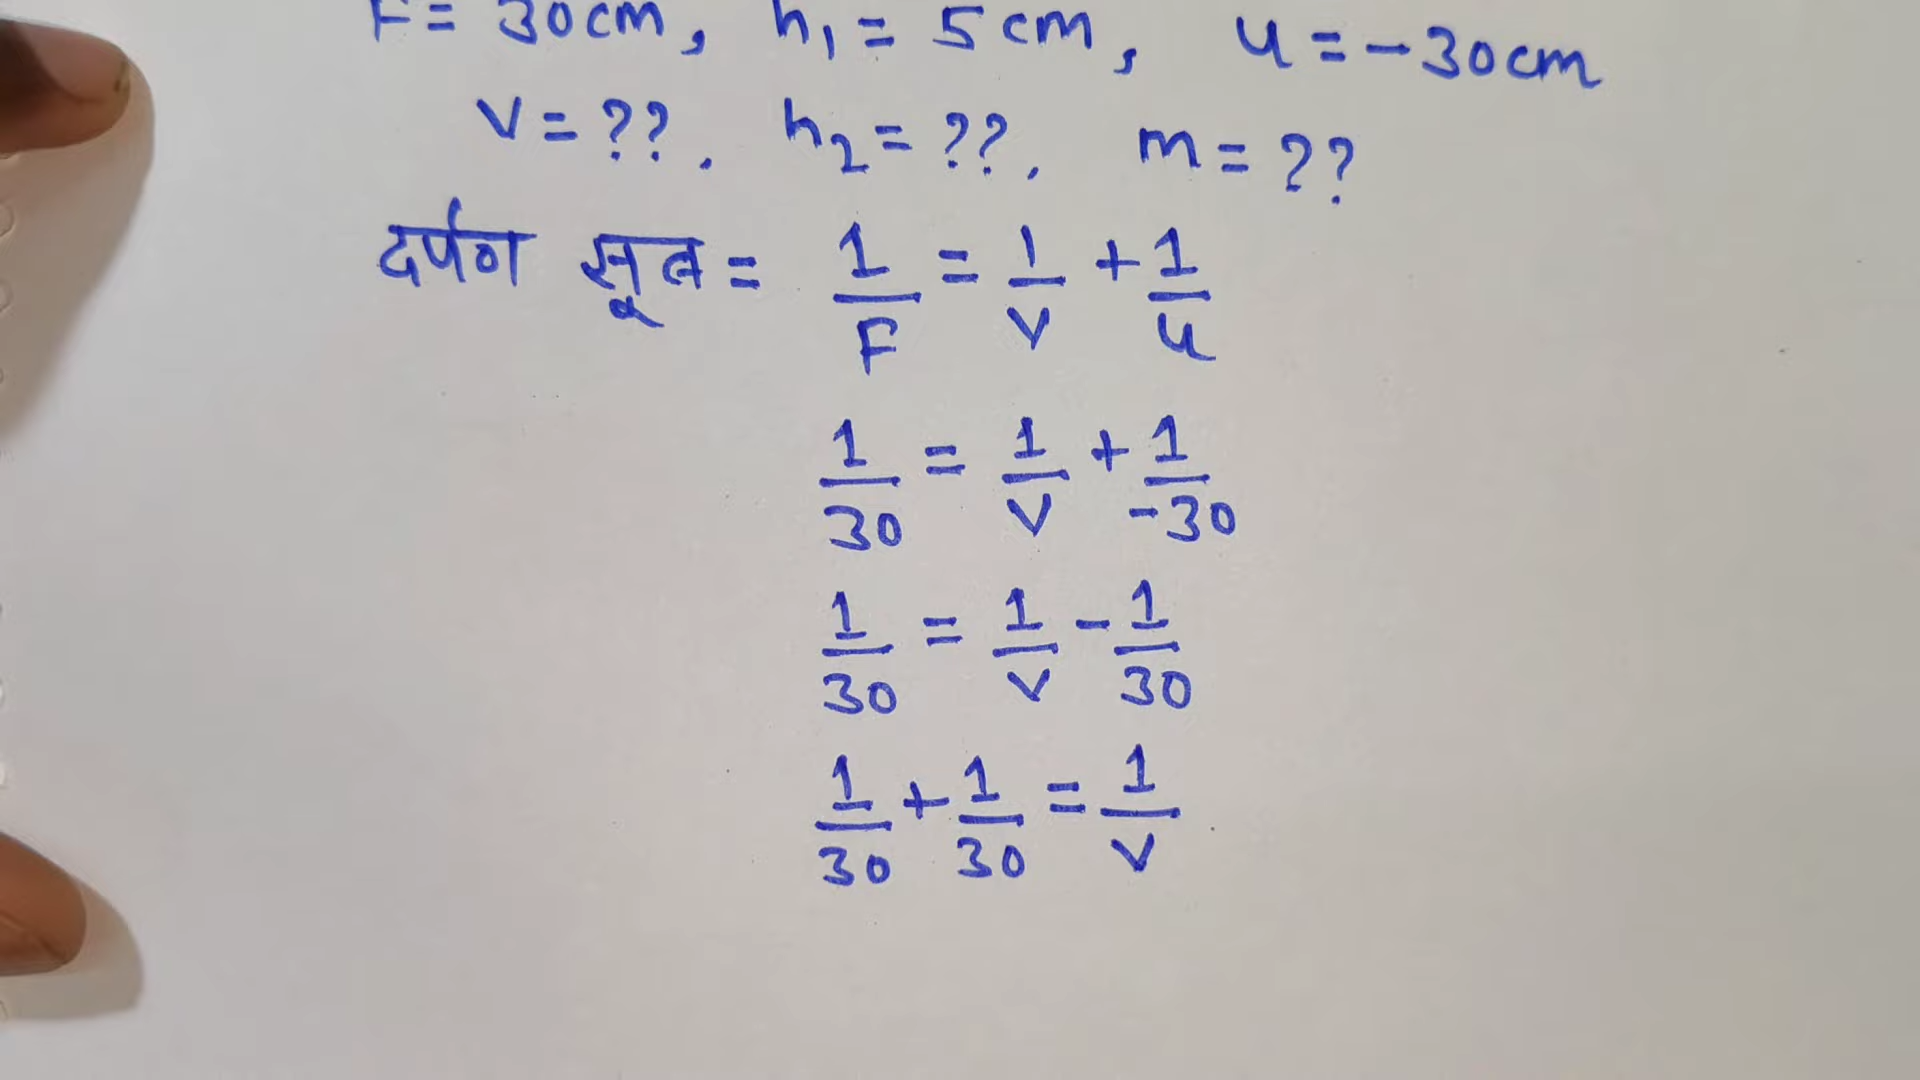 F = 30cm, h₁ = 5cm, u = -30cm
v = ??. h₂ = ??. m = ??
दर्पण सूत्र = 1/F = 1/v + 1/u
1/30 = 1/v + 1/-30
1/30 = 1/v - 1/30
1/30 + 1/30 = 1/v